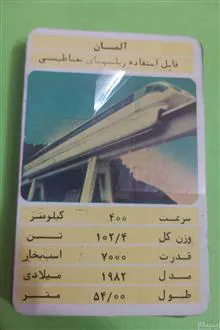 آلمان
قابل استفاده ریلهای مغناطیسی
سرعت ۴۰۰ کیلومتر
وزن کل ۱۰۲/۴ تن
قدرت ۷۰۰۰ اسب‌بخار
مدل ۱۹۸۲ میلادی
طول ۵۴/۰۰ متر